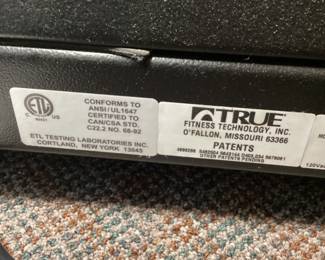 ETL
C US
CONFORMS TO
ANSI/UL1647
CERTIFIED TO
CAN/CSA STD.
C22.2 NO. 68-92
ETL TESTING LABORATORIES INC.
CORTLAND, NEW YORK 13045
TRUE
FITNESS TECHNOLOGY, INC.
O'FALLON, MISSOURI 63366
PATENTS
OTHER PATENTS PENDING
120VA